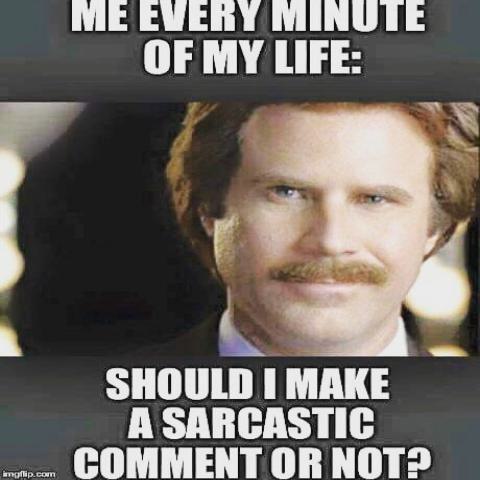 ME EVERY MINUTE
OF MY LIFE:
SHOULD I MAKE
A SARCASTIC
COMMENT OR NOT?
imgflip.com